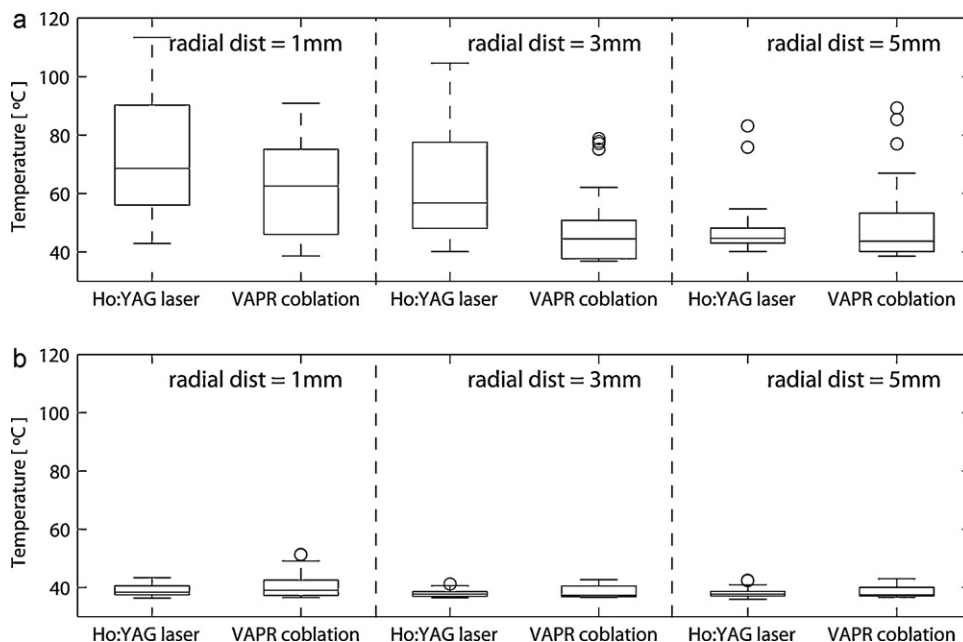 a
120
radial dist = 1mm radial dist = 3mm radial dist = 5mm
100
80
60
40
Temperature [ ºC]
Ho:YAG laser VAPR coblation Ho:YAG laser VAPR coblation Ho:YAG laser VAPR coblation
b
120
radial dist = 1mm radial dist = 3mm radial dist = 5mm
100
80
60
40
Temperature [ ºC]
Ho:YAG laser VAPR coblation Ho:YAG laser VAPR coblation Ho:YAG laser VAPR coblation